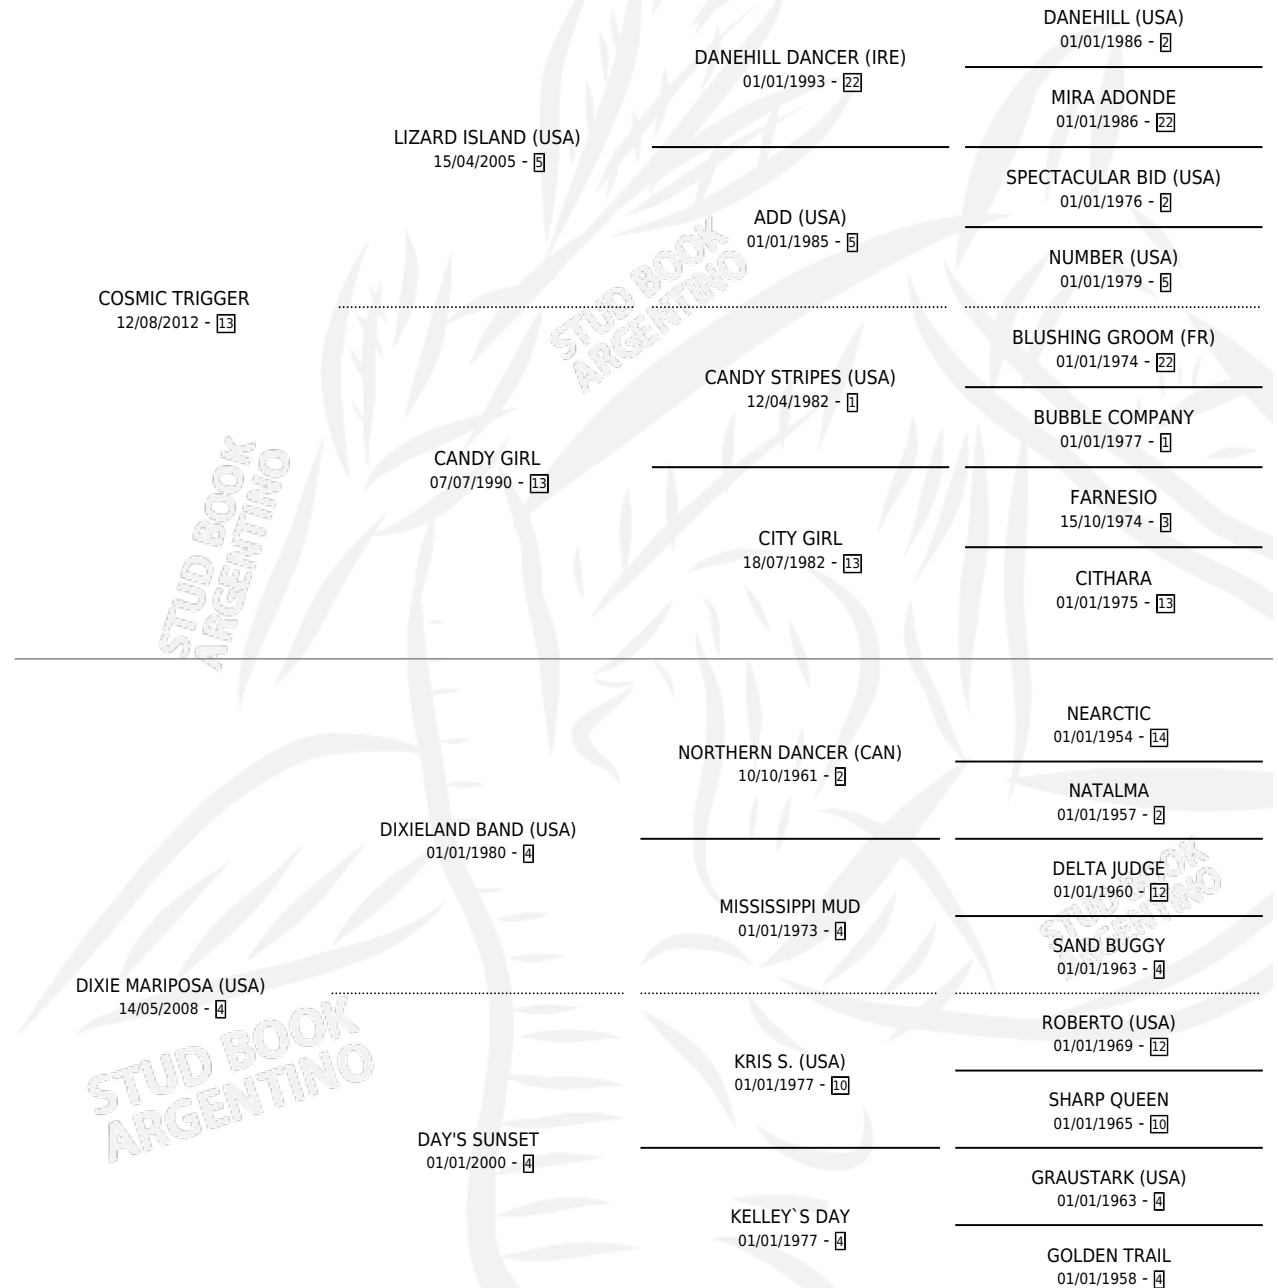 DANEHILL (USA)
01/01/1986 - 2
DANEHILL DANCER (IRE)
01/01/1993 - 22
MIRA ADONDE
01/01/1986 - 22
LIZARD ISLAND (USA)
15/04/2005 - 5
SPECTACULAR BID (USA)
01/01/1976 - 2
ADD (USA)
01/01/1985 - 5
NUMBER (USA)
01/01/1979 - 5
COSMIC TRIGGER
12/08/2012 - 13
STUD BOOK
ARGENTINO
BLUSHING GROOM (FR)
01/01/1974 - 22
CANDY STRIPES (USA)
12/04/1982 - 1
BUBBLE COMPANY
01/01/1977 - 1
CANDY GIRL
07/07/1990 - 13
FARNESIO
15/10/1974 - 3
CITY GIRL
18/07/1982 - 13
CITHARA
01/01/1975 - 13
STUD BOOK
ARGENTINO
NEARCTIC
01/01/1954 - 14
NORTHERN DANCER (CAN)
10/10/1961 - 2
NATALMA
01/01/1957 - 2
DIXIELAND BAND (USA)
01/01/1980 - 4
DELTA JUDGE
01/01/1960 - 12
MISSISSIPPI MUD
01/01/1973 - 4
STUD BOOK
ARGENTINO
SAND BUGGY
01/01/1963 - 4
DIXIE MARIPOSA (USA)
14/05/2008 - 4
STUD BOOK
ARGENTINO
ROBERTO (USA)
01/01/1969 - 12
KRIS S. (USA)
01/01/1977 - 10
SHARP QUEEN
01/01/1965 - 10
DAY'S SUNSET
01/01/2000 - 4
GRAUSTARK (USA)
01/01/1963 - 4
KELLEY`S DAY
01/01/1977 - 4
GOLDEN TRAIL
01/01/1958 - 4